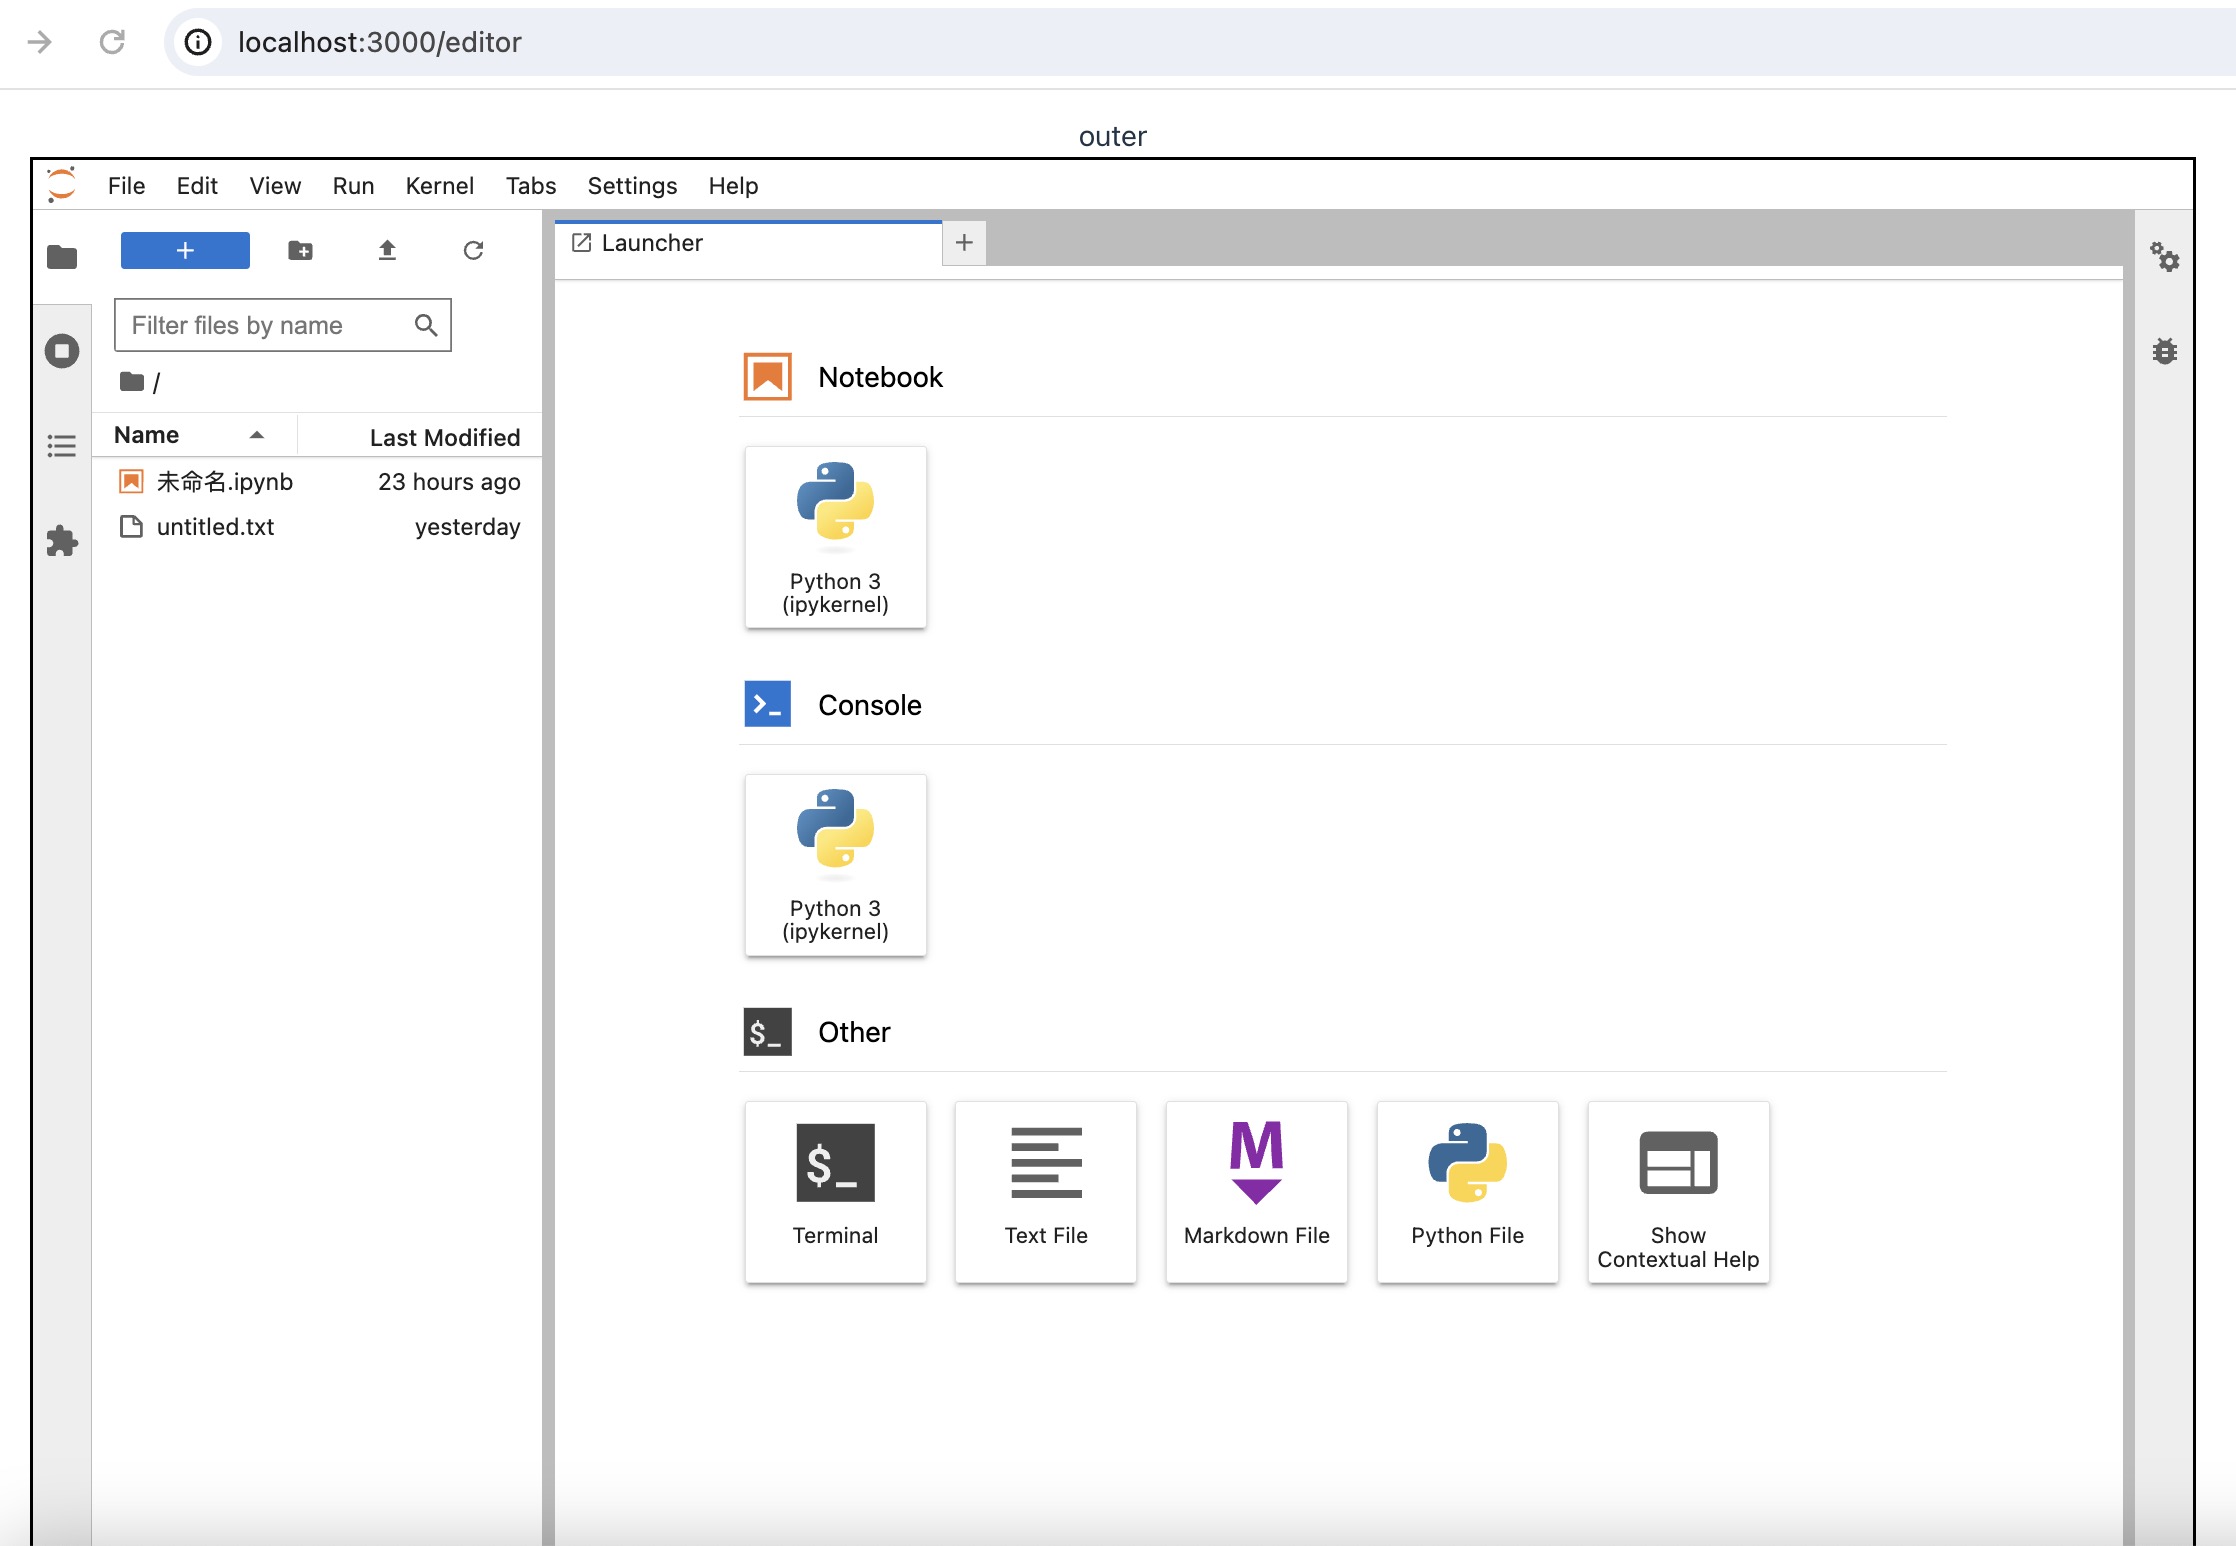 localhost:3000/editor
outer
File Edit View Run Kernel Tabs Settings Help
+
Launcher
+
Filter files by name
/
Name
Last Modified
未命名.ipynb
23 hours ago
untitled.txt
yesterday
Notebook
Python 3
(ipykernel)
Console
>_
Python 3
(ipykernel)
$_
Other
$_
Terminal
Text File
M
Markdown File
Python File
Show
Contextual Help